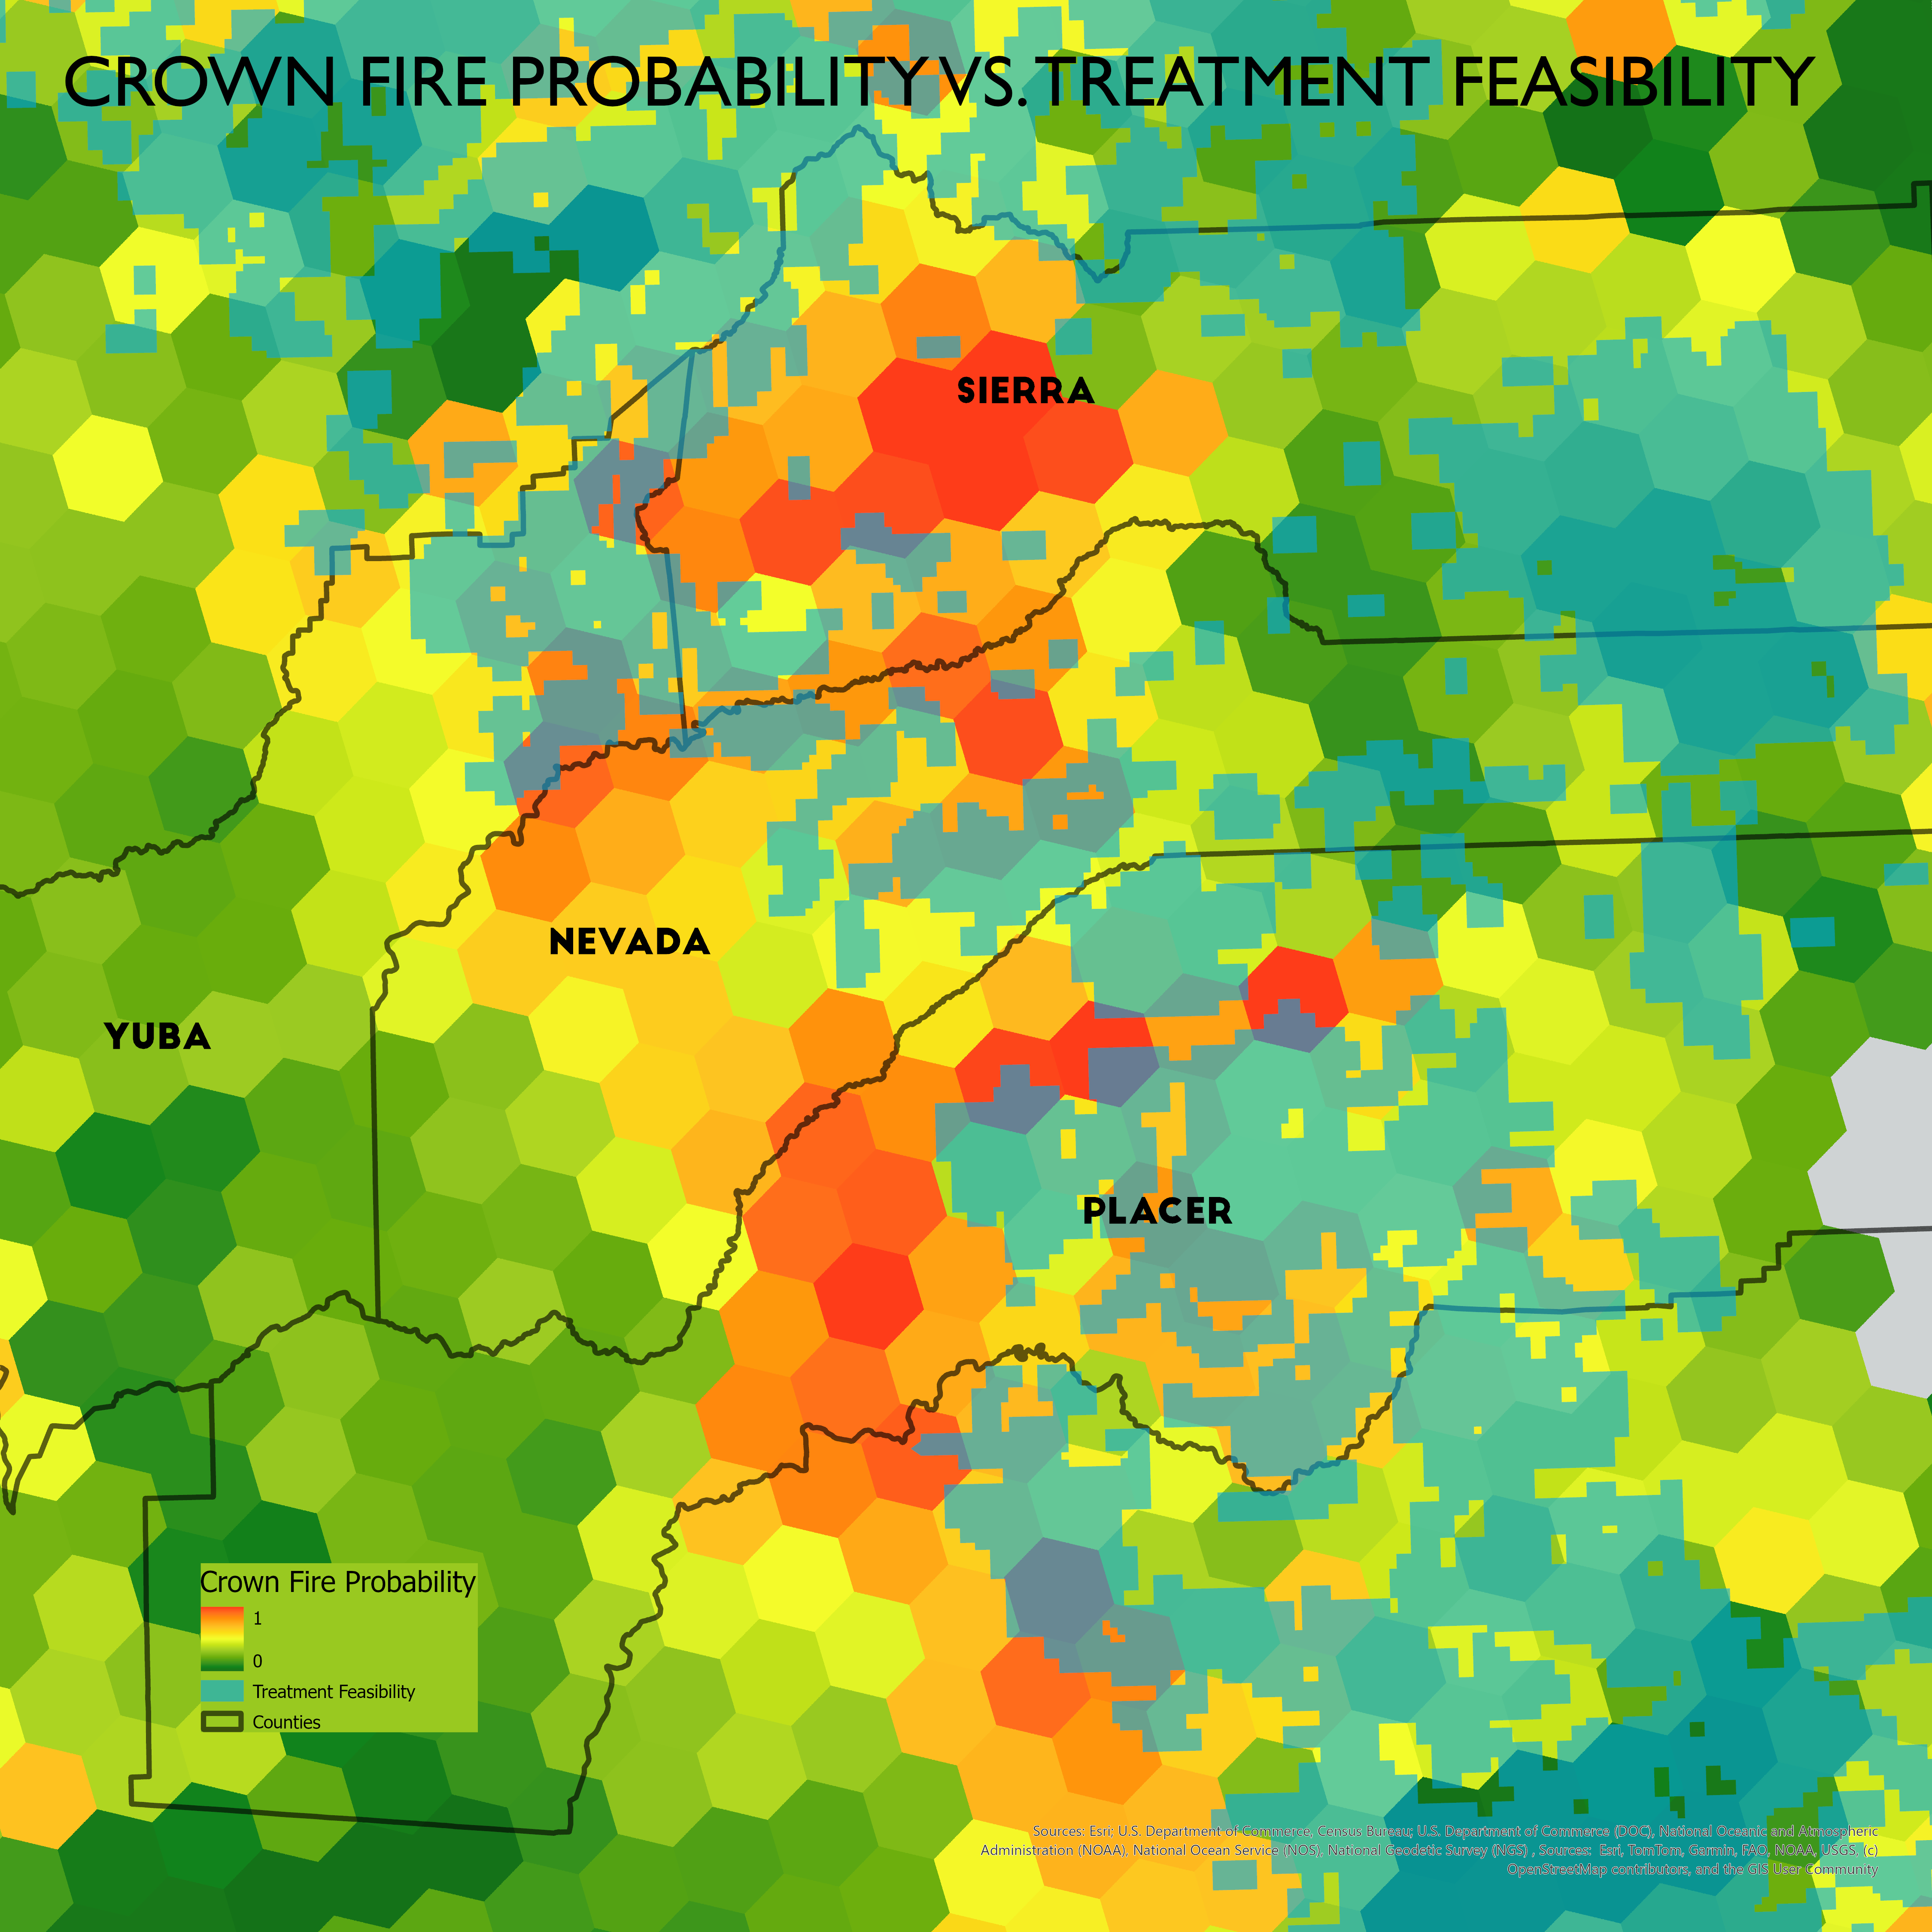 CROWN FIRE PROBABILITY VS. TREATMENT FEASIBILITY
SIERRA
NEVADA
YUBA
PLACER
Crown Fire Probability
1
0
Treatment Feasibility
Counties
Sources: Esri; U.S. Department of Commerce, Census Bureau; U.S. Department of Commerce (DOC), National Oceanic and Atmospheric
Administration (NOAA), National Ocean Service (NOS), National Geodetic Survey (NGS) , Sources: Esri, TomTom, Garmin, FAO, NOAA, USGS, (c)
OpenStreetMap contributors, and the GIS User Community